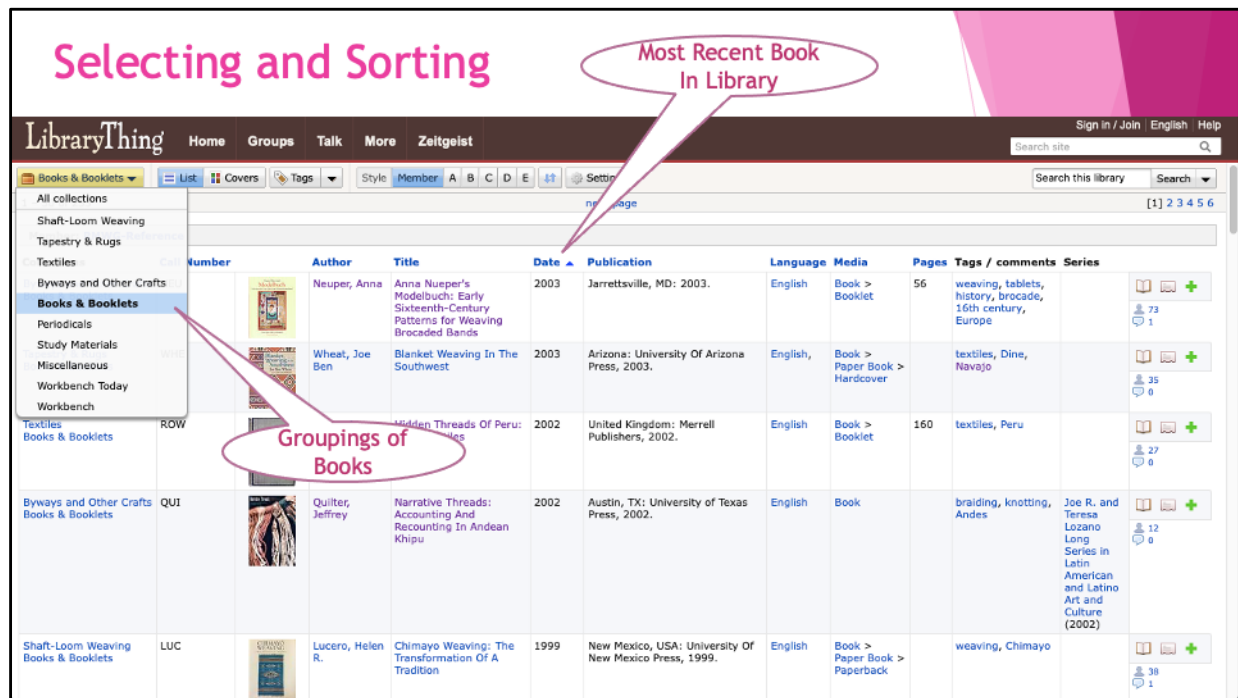 Selecting and Sorting
Most Recent Book
In Library
LibraryThing Home Groups Talk More Zeitgeist
Sign in / Join English Help
Search site
Books & Booklets List Covers Tags Style Member A B C D E Settin
Search this library Search
All collections
Shaft-Loom Weaving
Tapestry & Rugs
Textiles
Byways and Other Crafts
Books & Booklets
Periodicals
Study Materials
Miscellaneous
Workbench Today
Workbench
page
[1] 2 3 4 5 6
Number Author Title Date Publication Language Media Pages Tags / comments Series
Neuper, Anna
Anna Nueper's
Modelbuch: Early
Sixteenth-Century
Patterns for Weaving
Brocaded Bands
2003
Jarrettsville, MD: 2003.
English
Book >
Booklet
56
weaving, tablets,
history, brocade,
16th century,
Europe
73
1
Wheat, Joe
Ben
Blanket Weaving In The
Southwest
2003
Arizona: University Of Arizona
Press, 2003.
English,
Book >
Paper Book >
Hardcover
textiles, Dine,
Navajo
35
0
Groupings of
Books
Textiles
Books & Booklets
ROW
Hidden Threads Of Peru:
2002
United Kingdom: Merrell
Publishers, 2002.
English
Book >
Booklet
160
textiles, Peru
27
0
Byways and Other Crafts
Books & Booklets
QUI
Quilter,
Jeffrey
Narrative Threads:
Accounting And
Recounting In Andean
Khipu
2002
Austin, TX: University of Texas
Press, 2002.
English
Book
braiding, knotting,
Andes
Joe R. and
Teresa
Lozano
Long
Series in
Latin
American
and Latino
Art and
Culture
(2002)
12
0
Shaft-Loom Weaving
Books & Booklets
LUC
Lucero, Helen
R.
Chimayo Weaving: The
Transformation Of A
Tradition
1999
New Mexico, USA: University Of
New Mexico Press, 1999.
English
Book >
Paper Book >
Paperback
weaving, Chimayo
38
1